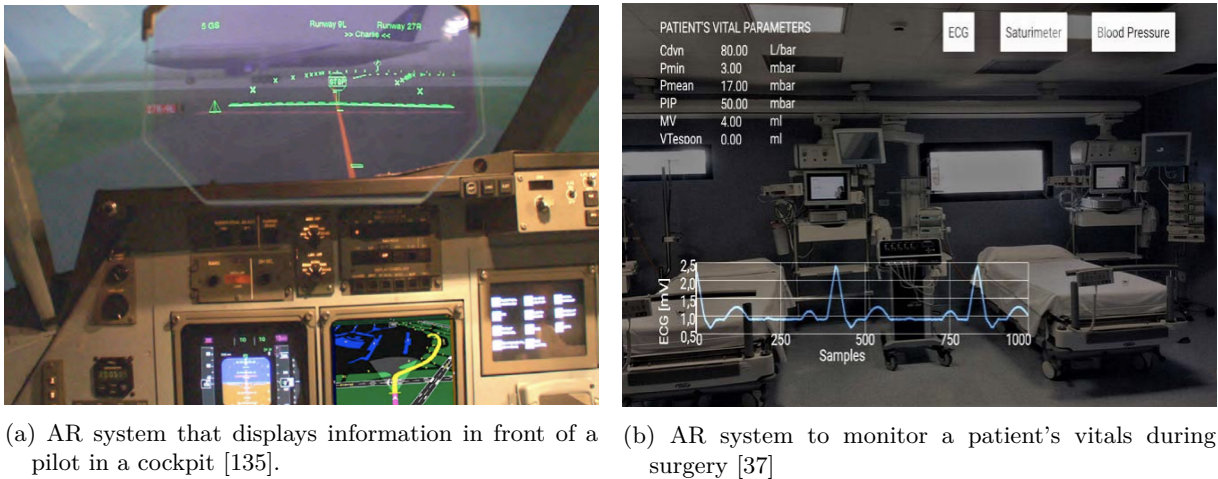 5 GS Runway 9L Runway 27R
>> Charlie <<
STOP
PATIENT'S VITAL PARAMETERS
Cdvn 80.00 L/bar
Pmin 3.00 mbar
Pmean 17.00 mbar
PIP 50.00 mbar
MV 4.00 ml
VTespon 0.00 ml
ECG Saturimeter Blood Pressure
ECG [mV]
2,5
2,0
1,5
1,0
0,5
0 250 500 750 1000
Samples
(a) AR system that displays information in front of a
pilot in a cockpit [135].
(b) AR system to monitor a patient's vitals during
surgery [37]